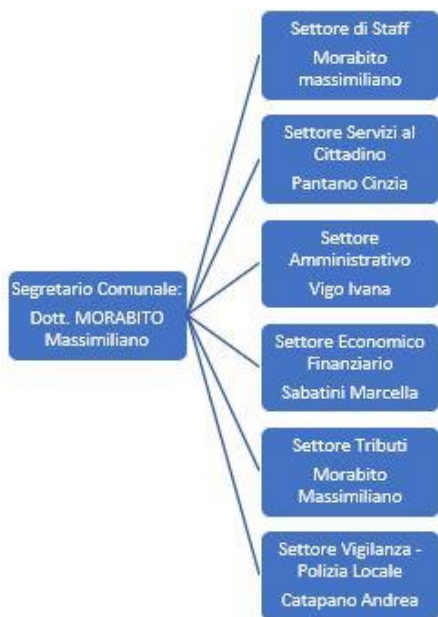 Settore di Staff
Morabito
massimiliano
Settore Servizi al
Cittadino
Pantano Cinzia
Settore
Amministrativo
Vigo Ivana
Segretario Comunale:
Dott. MORABITO
Massimiliano
Settore Economico
Finanziario
Sabatini Marcella
Settore Tributi
Morabito
Massimiliano
Settore Vigilanza -
Polizia Locale
Catapano Andrea